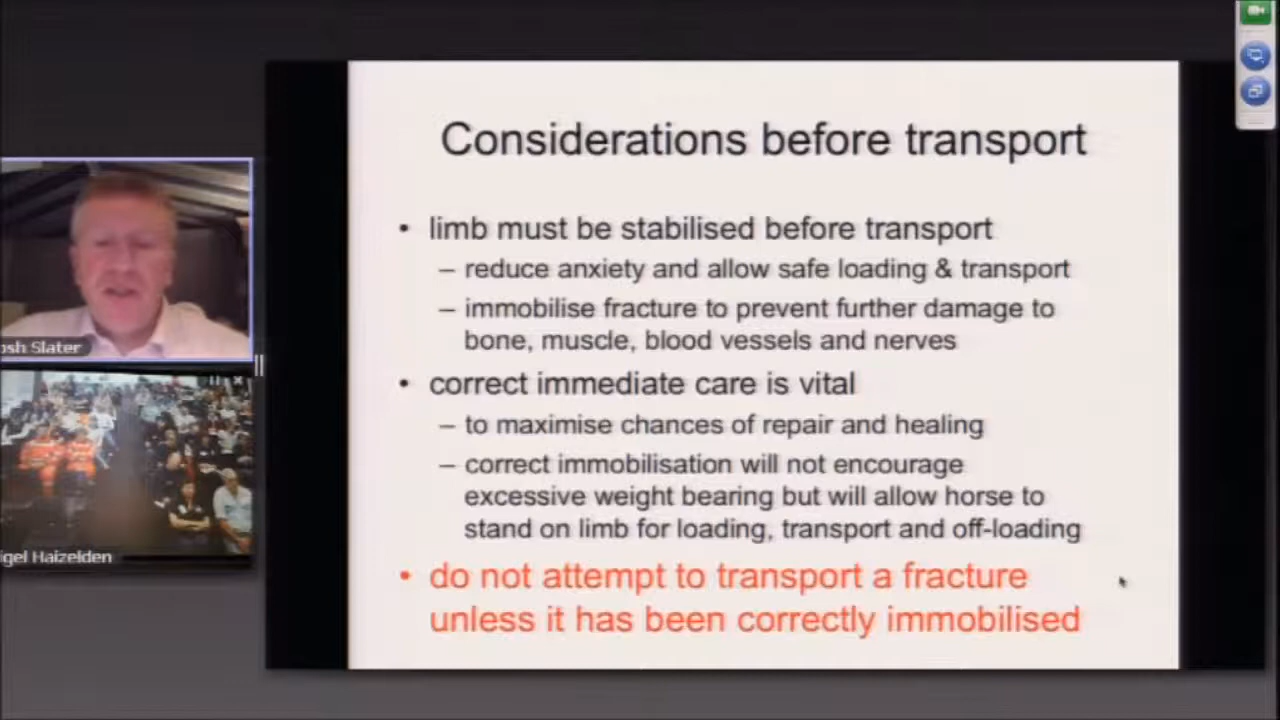 Considerations before transport
• limb must be stabilised before transport
– reduce anxiety and allow safe loading & transport
– immobilise fracture to prevent further damage to
bone, muscle, blood vessels and nerves
• correct immediate care is vital
– to maximise chances of repair and healing
– correct immobilisation will not encourage
excessive weight bearing but will allow horse to
stand on limb for loading, transport and off-loading
• do not attempt to transport a fracture
unless it has been correctly immobilised
osh Slater
igel Haizelden